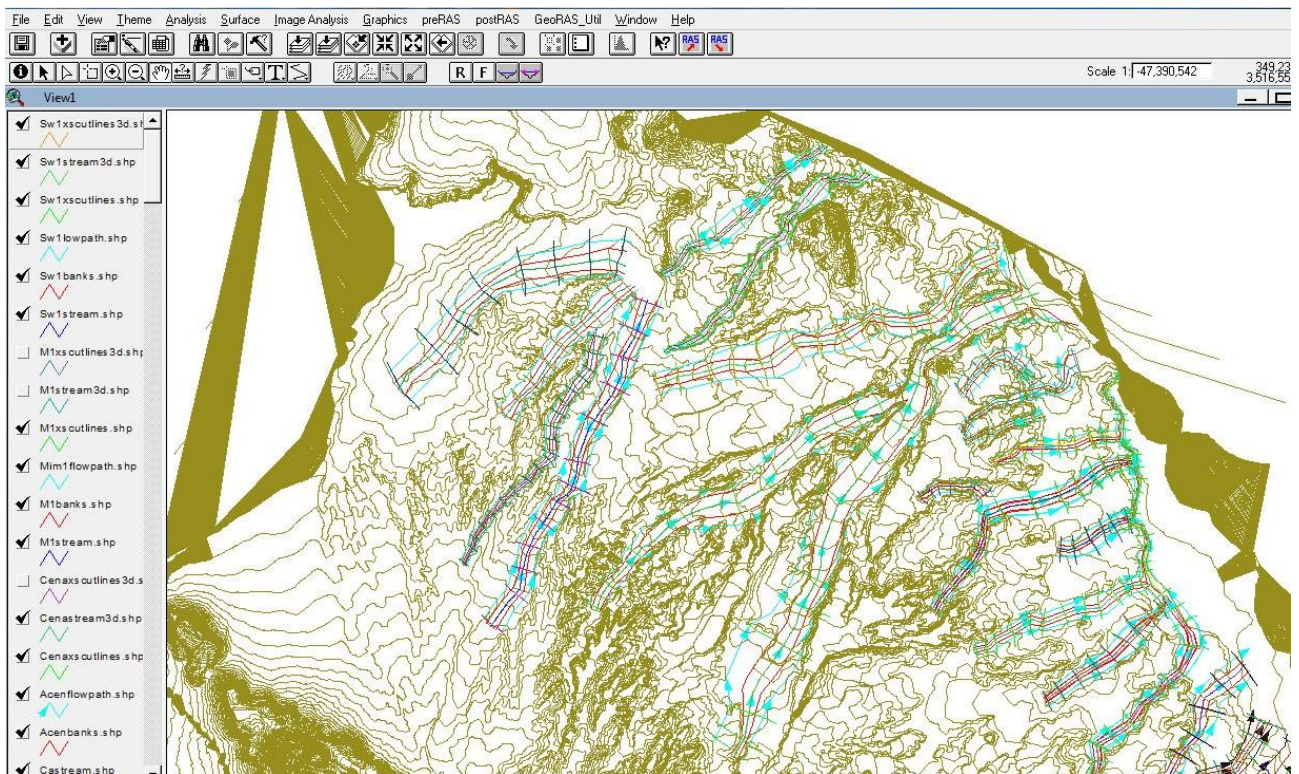 File Edit View Theme Analysis Surface Image Analysis Graphics preRAS postRAS GeoRAS_Util Window Help
RAS RAS
T R F Scale 1: -47,390,542 349,23
3,516,55
View1
Sw1xscutlines3d.sh
Sw1stream3d.shp
Sw1xscutlines.shp
Sw1lowpath.shp
Sw1banks.shp
Sw1stream.shp
M1xscutlines3d.shp
M1stream3d.shp
M1xscutlines.shp
Mim1flowpath.shp
M1banks.shp
M1stream.shp
Cenaxscutlines3d.s
Cenastream3d.shp
Cenaxscutlines.shp
Acenflowpath.shp
Acenbanks.shp
Castream.shp